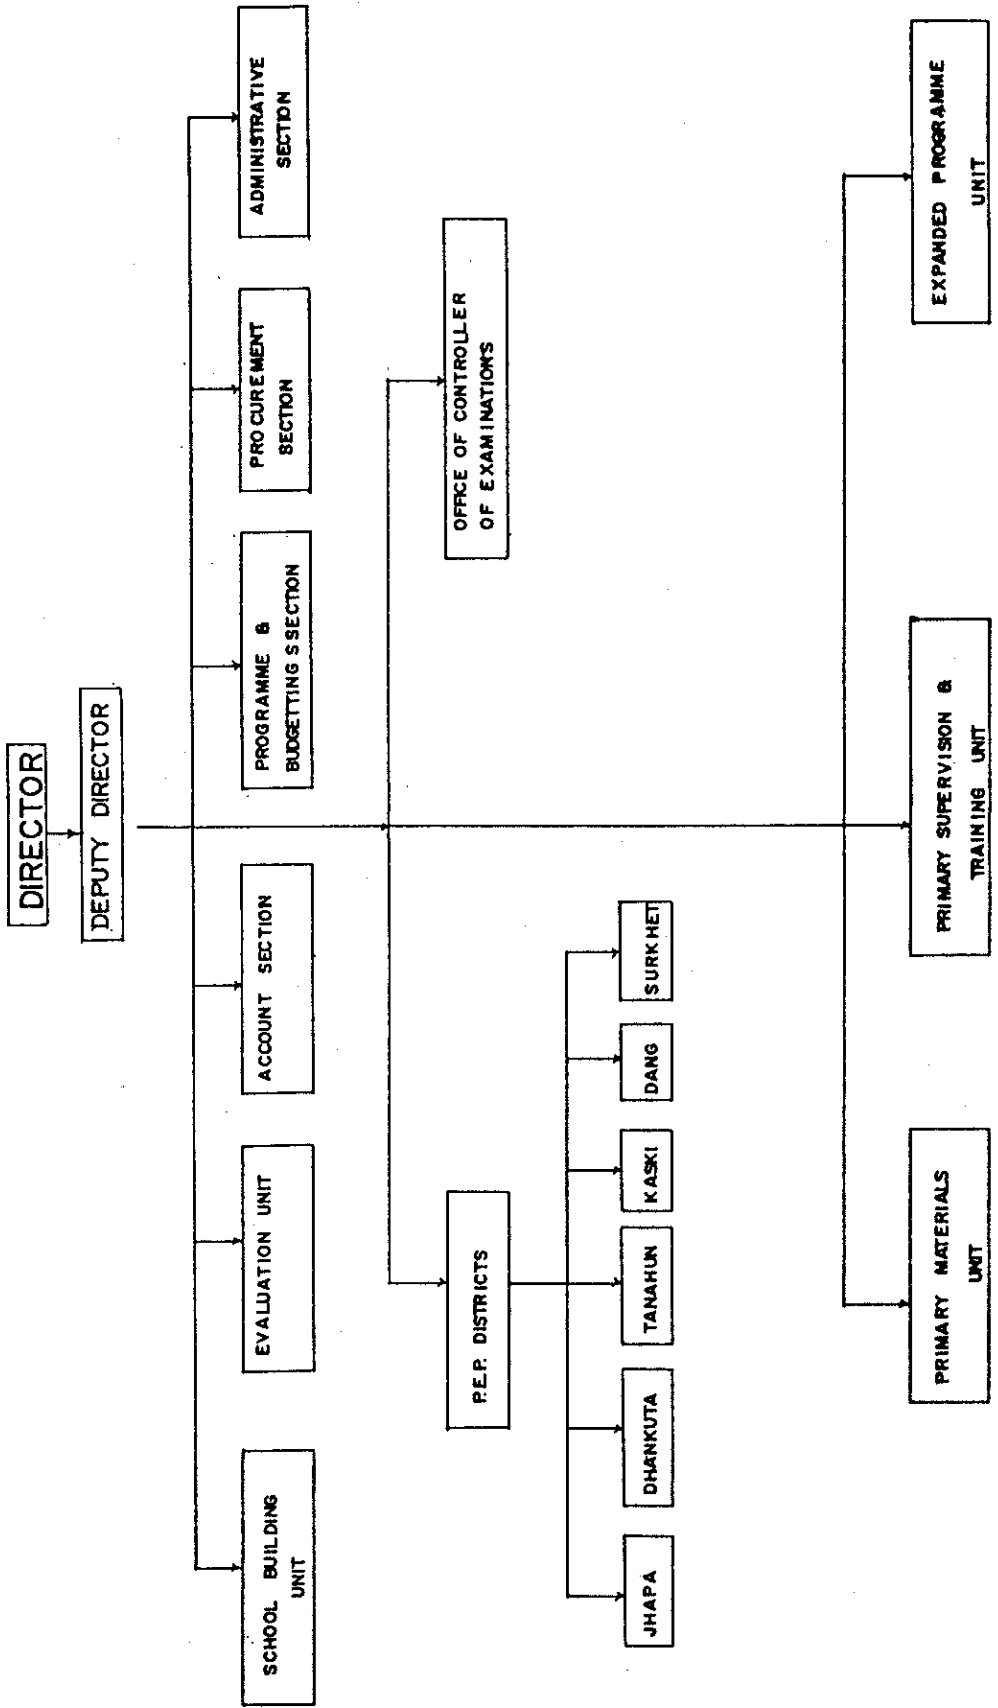 DIRECTOR
DEPUTY DIRECTOR
SCHOOL BUILDING
UNIT
EVALUATION UNIT
ACCOUNT SECTION
PROGRAMME &
BUDGETTING SSECTION
PROCUREMENT
SECTION
ADMINISTRATIVE
SECTION
P.E.P. DISTRICTS
OFFICE OF CONTROLLER
OF EXAMINATIONS
JHAPA
DHANKUTA
TANAHUN
KASKI
DANG
SURKHET
PRIMARY MATERIALS
UNIT
PRIMARY SUPERVISION &
TRAINING UNIT
EXPANDED PROGRAMME
UNIT